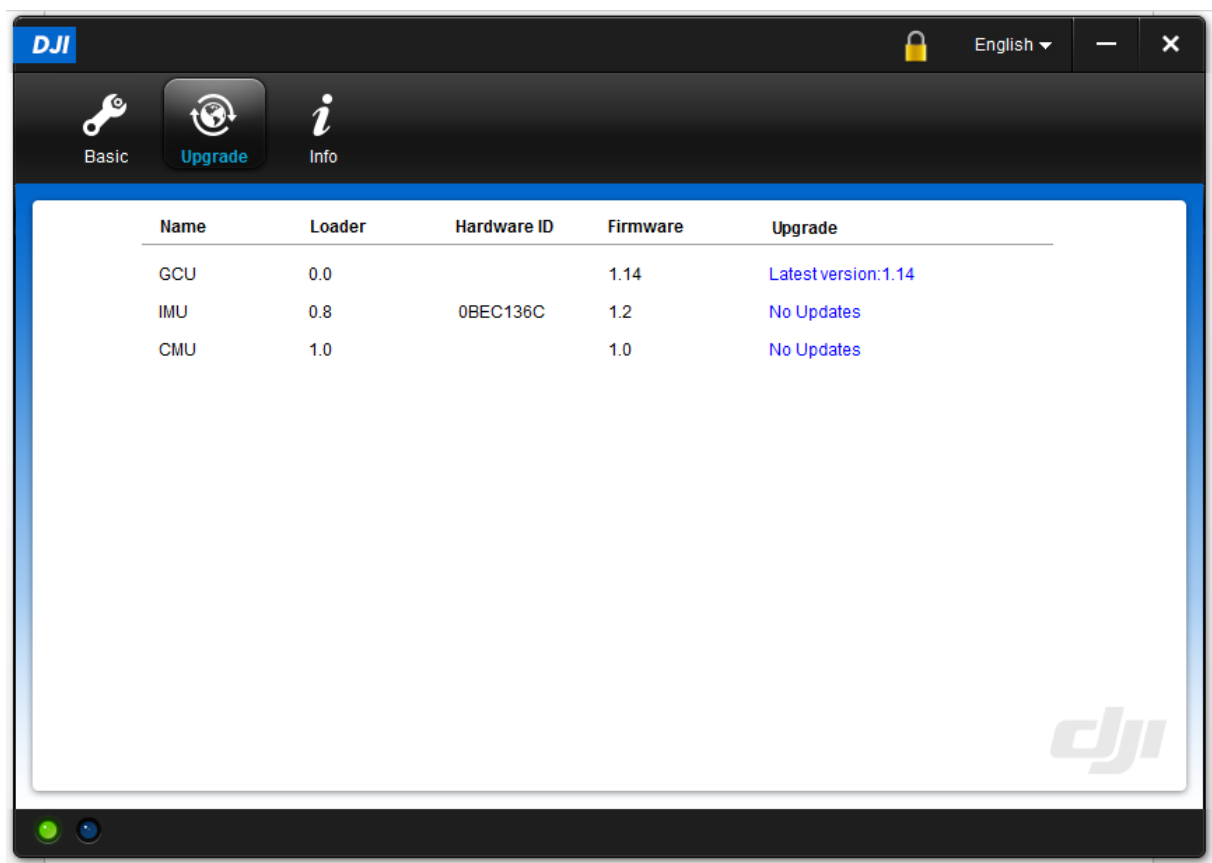 DJI English
Basic Upgrade Info
Name Loader Hardware ID Firmware Upgrade
GCU 0.0 1.14 Latest version:1.14
IMU 0.8 0BEC136C 1.2 No Updates
CMU 1.0 1.0 No Updates
dji